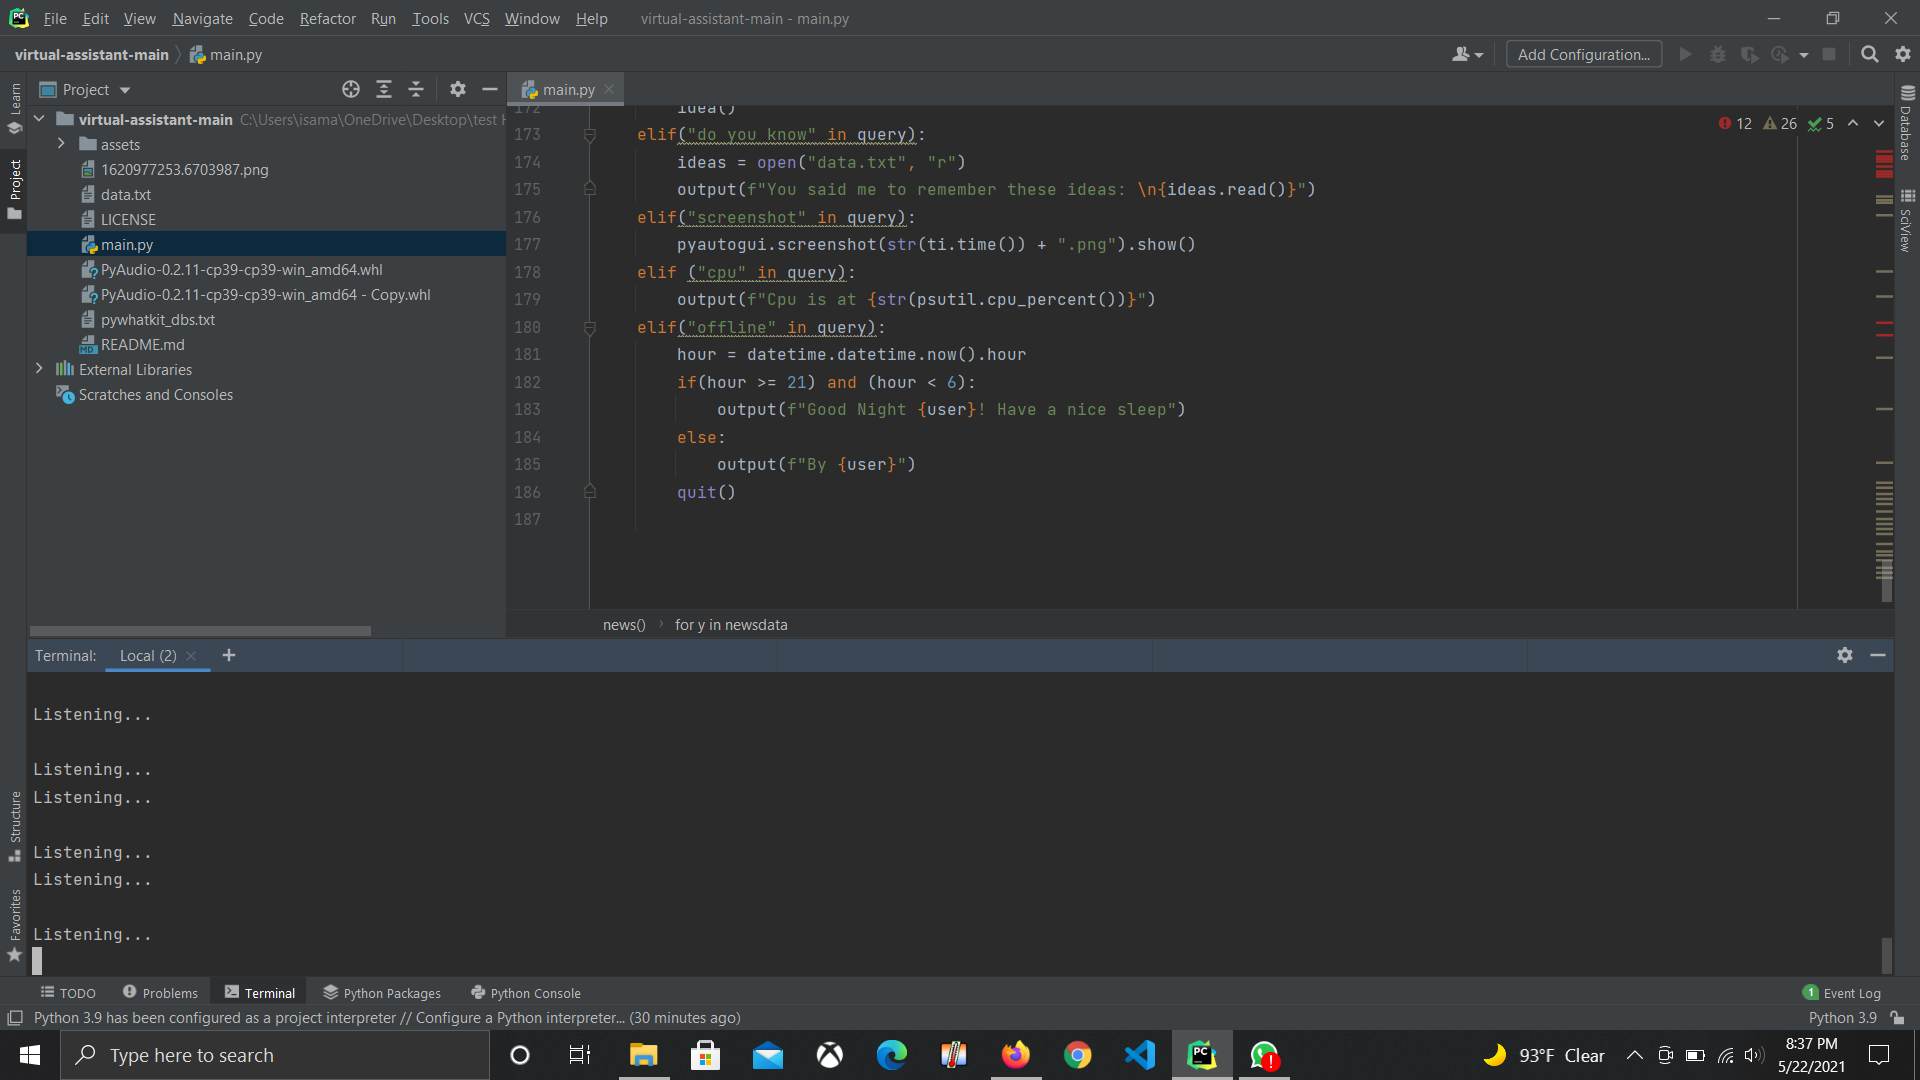 File Edit View Navigate Code Refactor Run Tools VCS Window Help virtual-assistant-main - main.py
virtual-assistant-main main.py Add Configuration...
Learn
Project
Structure
Favorites
Project
virtual-assistant-main C:\Users\isama\OneDrive\Desktop\test
assets
1620977253.6703987.png
data.txt
LICENSE
main.py
PyAudio-0.2.11-cp39-cp39-win_amd64.whl
PyAudio-0.2.11-cp39-cp39-win_amd64 - Copy.whl
pywhatkit_dbs.txt
README.md
External Libraries
Scratches and Consoles
main.py
12 26 5
172 idea()
173 elif("do you know" in query):
174 ideas = open("data.txt", "r")
175 output(f"You said me to remember these ideas: \n{ideas.read()}")
176 elif("screenshot" in query):
177 pyautogui.screenshot(str(ti.time()) + ".png").show()
178 elif ("cpu" in query):
179 output(f"Cpu is at {str(psutil.cpu_percent())}")
180 elif("offline" in query):
181 hour = datetime.datetime.now().hour
182 if(hour >= 21) and (hour < 6):
183 output(f"Good Night {user}! Have a nice sleep")
184 else:
185 output(f"By {user}")
186 quit()
187
news() for y in newsdata
Database
SciView
Terminal: Local (2)
Listening...
Listening...
Listening...
Listening...
Listening...
Listening...
TODO Problems Terminal Python Packages Python Console 1 Event Log
Python 3.9 has been configured as a project interpreter // Configure a Python interpreter... (30 minutes ago) Python 3.9
Type here to search 93°F Clear 8:37 PM
5/22/2021